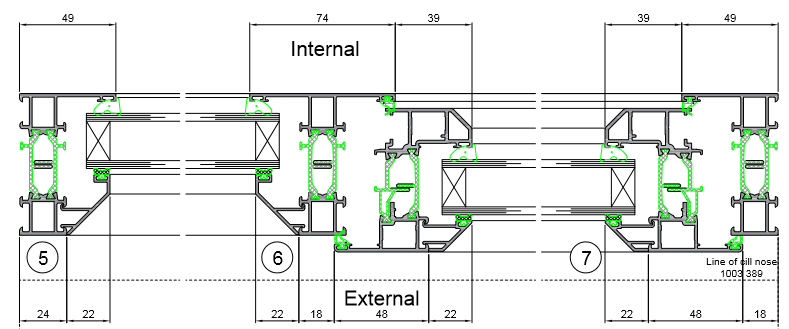 49 74 39 39 49
Internal
5 6 7
Line of cill nose
1003 389
External
24 22 22 18 48 22 22 48 18